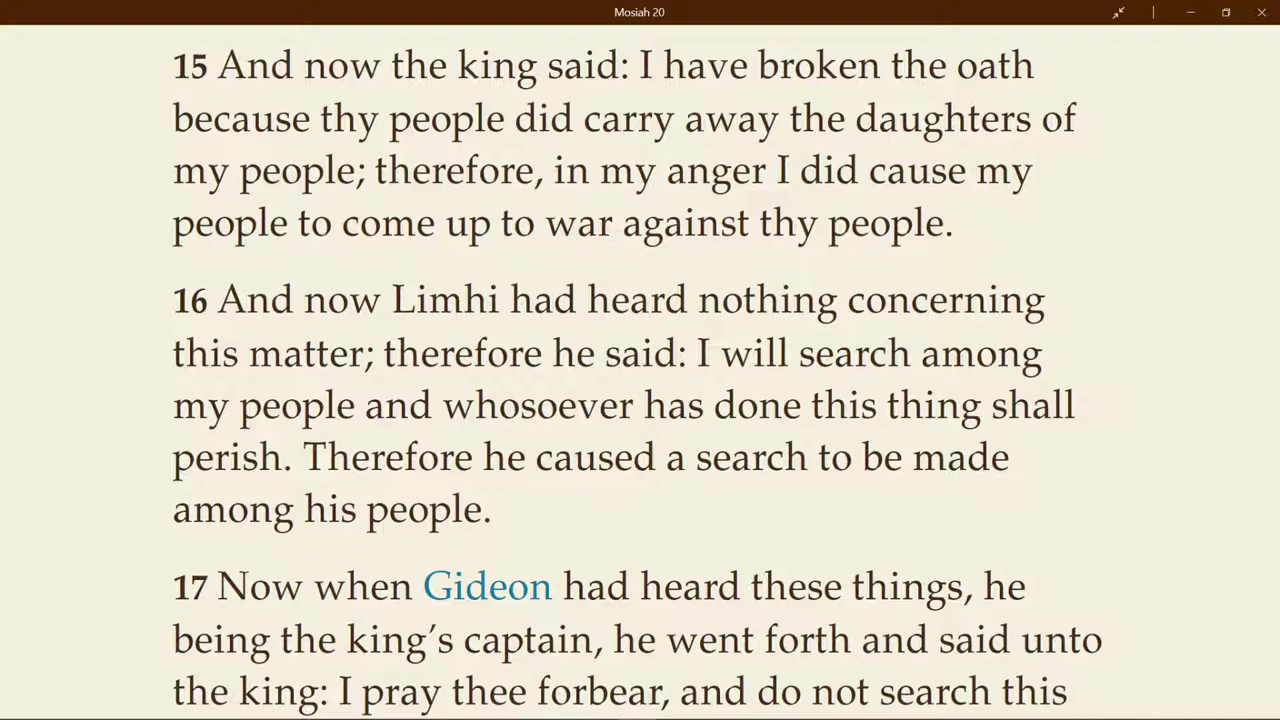 Mosiah 20
15 And now the king said: I have broken the oath
because thy people did carry away the daughters of
my people; therefore, in my anger I did cause my
people to come up to war against thy people.
16 And now Limhi had heard nothing concerning
this matter; therefore he said: I will search among
my people and whosoever has done this thing shall
perish. Therefore he caused a search to be made
among his people.
17 Now when Gideon had heard these things, he
being the king’s captain, he went forth and said unto
the king: I pray thee forbear, and do not search this